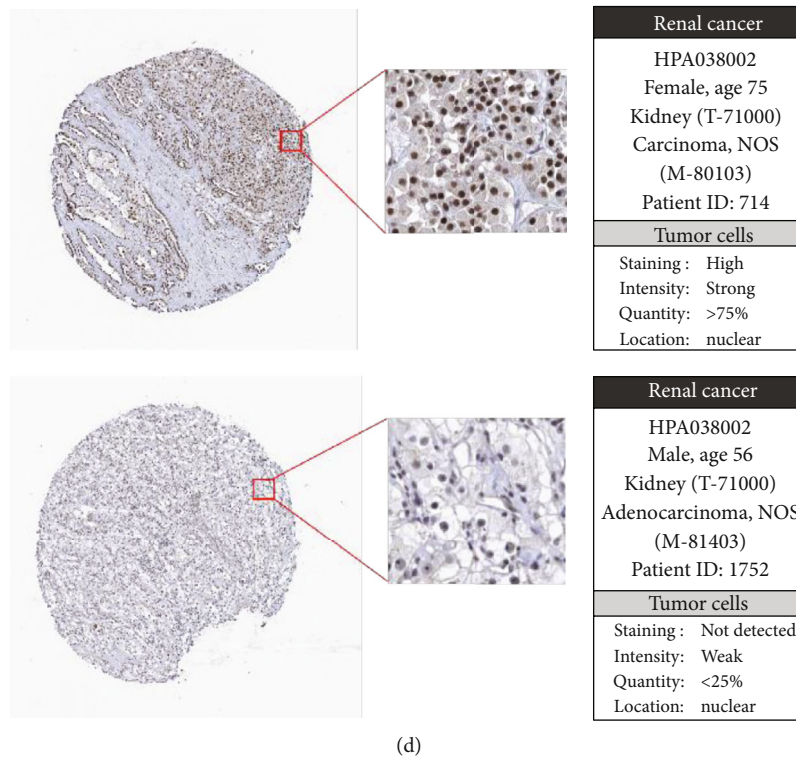 Renal cancer
HPA038002
Female, age 75
Kidney (T-71000)
Carcinoma, NOS
(M-80103)
Patient ID: 714
Tumor cells
Staining : High
Intensity: Strong
Quantity: >75%
Location: nuclear
Renal cancer
HPA038002
Male, age 56
Kidney (T-71000)
Adenocarcinoma, NOS
(M-81403)
Patient ID: 1752
Tumor cells
Staining : Not detected
Intensity: Weak
Quantity: <25%
Location: nuclear
(d)